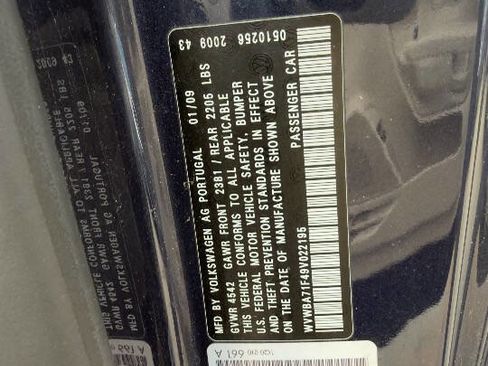 MFD BY VOLKSWAGEN AG PORTUGAL 01/09 2009 43 0510256
GVWR 4542 GAWR FRONT 2381 / REAR 2205 LBS
THIS VEHICLE CONFORMS TO ALL APPLICABLE
U.S. FEDERAL MOTOR VEHICLE SAFETY, BUMPER
AND THEFT PREVENTION STANDARDS IN EFFECT
ON THE DATE OF MANUFACTURE SHOWN ABOVE
PASSENGER CAR
WVWBA71F49V022195
661 A